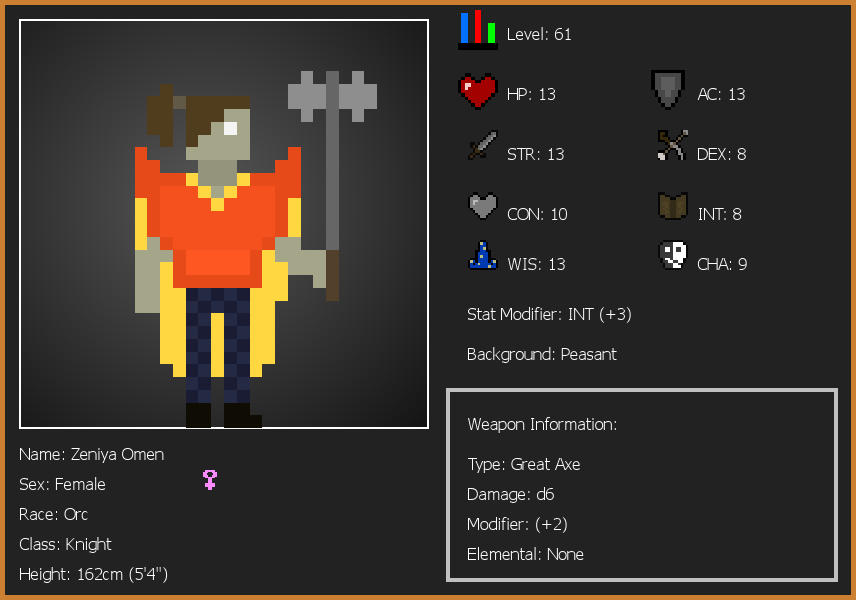 Level: 61
HP: 13
AC: 13
STR: 13
DEX: 8
CON: 10
INT: 8
WIS: 13
CHA: 9
Stat Modifier: INT (+3)
Background: Peasant
Weapon Information:
Type: Great Axe
Damage: d6
Modifier: (+2)
Elemental: None
Name: Zeniya Omen
Sex: Female
Race: Orc
Class: Knight
Height: 162cm (5'4")